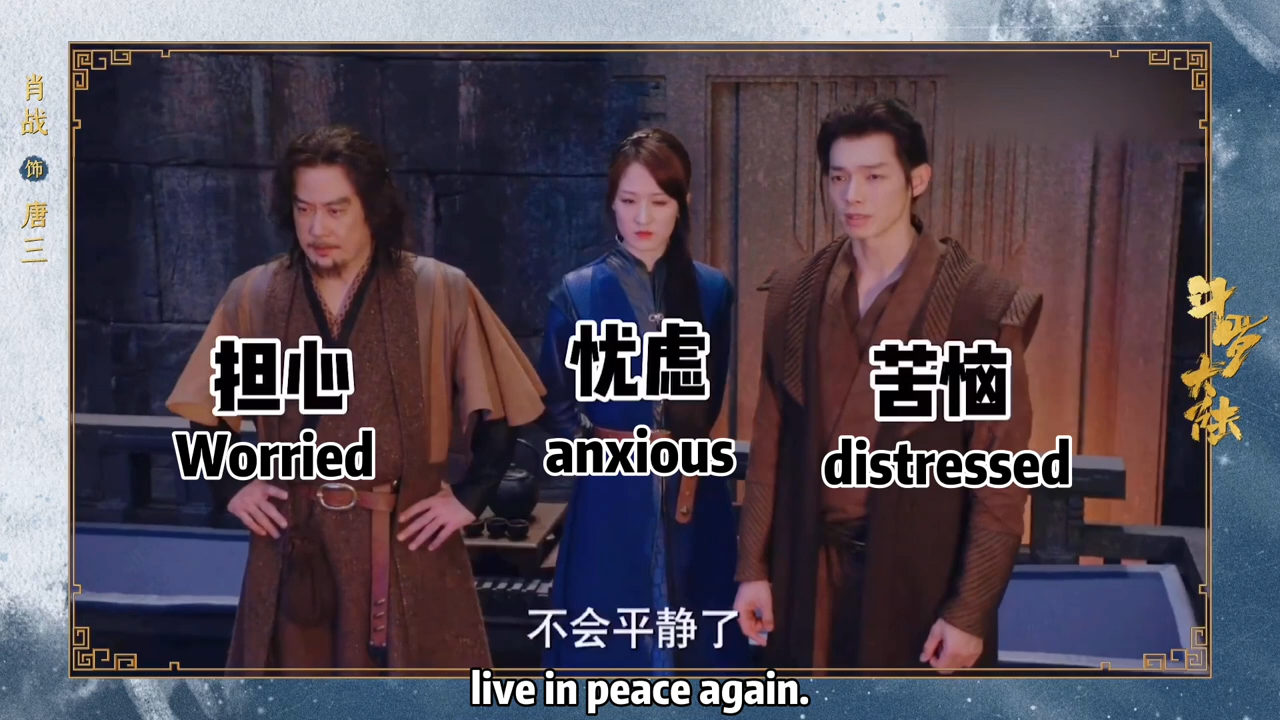 肖战
饰
唐三
斗罗大陆
担心
Worried
忧虑
anxious
苦恼
distressed
不会平静了
live in peace again.